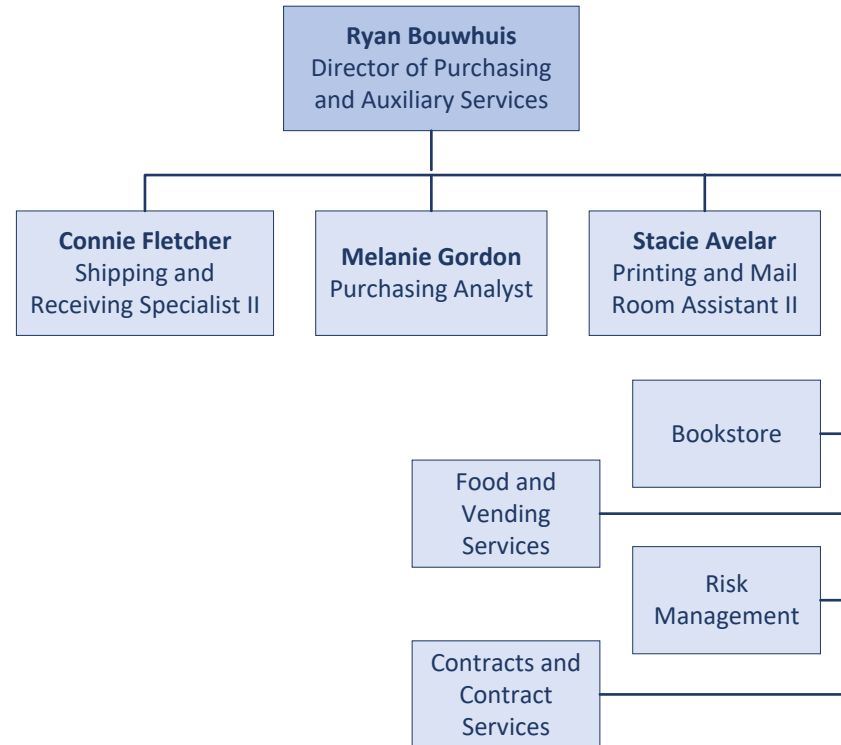 Ryan Bouwhuis
Director of Purchasing
and Auxiliary Services
Connie Fletcher
Shipping and
Receiving Specialist II
Melanie Gordon
Purchasing Analyst
Stacie Avelar
Printing and Mail
Room Assistant II
Bookstore
Food and
Vending
Services
Risk
Management
Contracts and
Contract
Services